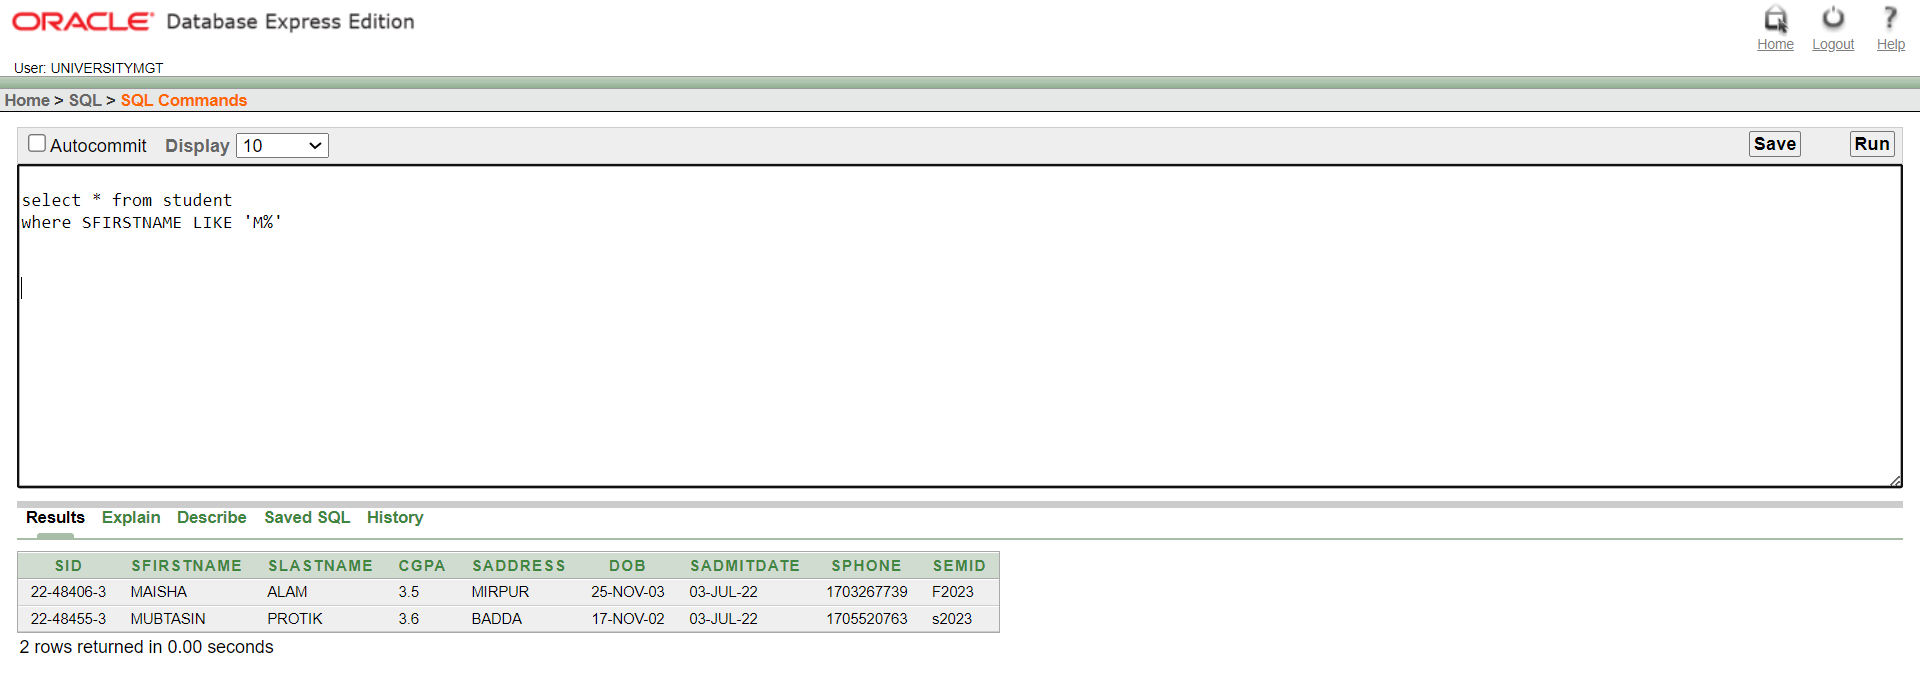 ORACLE Database Express Edition
Home Logout Help
User: UNIVERSITYMGT
Home > SQL > SQL Commands
Autocommit Display 10 Save Run
select * from student
where SFIRSTNAME LIKE 'M%'
Results Explain Describe Saved SQL History
SID SFIRSTNAME SLASTNAME CGPA SADDRESS DOB SADMITDATE SPHONE SEMID
22-48406-3 MAISHA ALAM 3.5 MIRPUR 25-NOV-03 03-JUL-22 1703267739 F2023
22-48455-3 MUBTASIN PROTIK 3.6 BADDA 17-NOV-02 03-JUL-22 1705520763 s2023
2 rows returned in 0.00 seconds